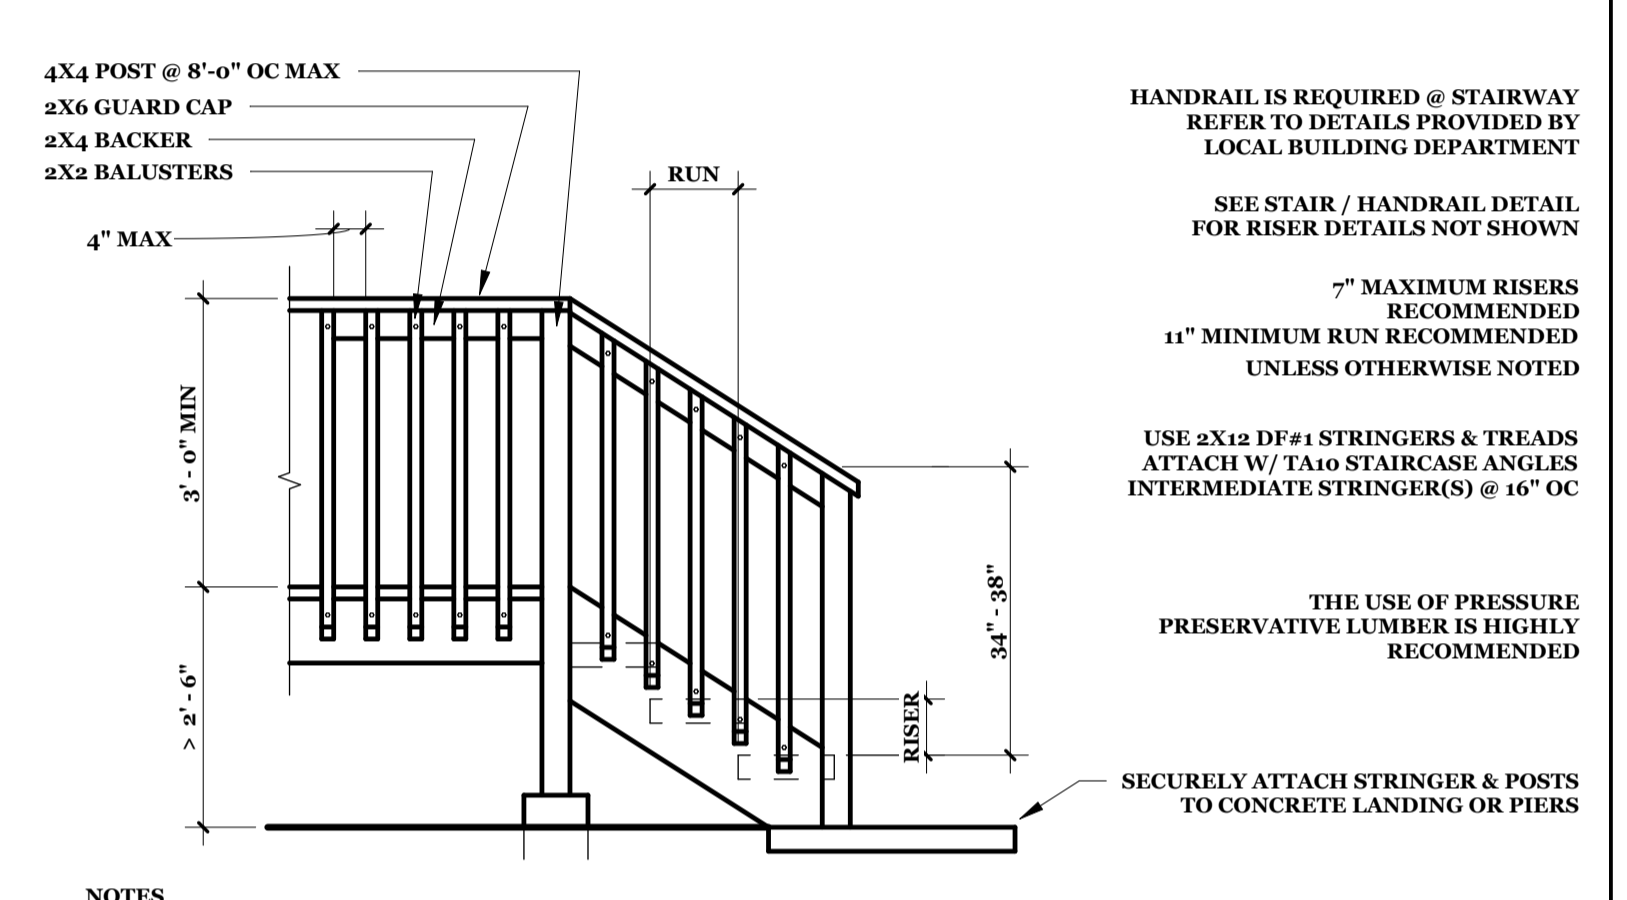 4X4 POST @ 8'-0" OC MAX
2X6 GUARD CAP
2X4 BACKER
2X2 BALUSTERS
4" MAX
RUN
3' - 0" MIN
> 2' - 6"
34" - 38"
RISER
HANDRAIL IS REQUIRED @ STAIRWAY
REFER TO DETAILS PROVIDED BY
LOCAL BUILDING DEPARTMENT
SEE STAIR / HANDRAIL DETAIL
FOR RISER DETAILS NOT SHOWN
7" MAXIMUM RISERS
RECOMMENDED
11" MINIMUM RUN RECOMMENDED
UNLESS OTHERWISE NOTED
USE 2X12 DF#1 STRINGERS & TREADS
ATTACH W/ TA10 STAIRCASE ANGLES
INTERMEDIATE STRINGER(S) @ 16" OC
THE USE OF PRESSURE
PRESERVATIVE LUMBER IS HIGHLY
RECOMMENDED
SECURELY ATTACH STRINGER & POSTS
TO CONCRETE LANDING OR PIERS
NOTES